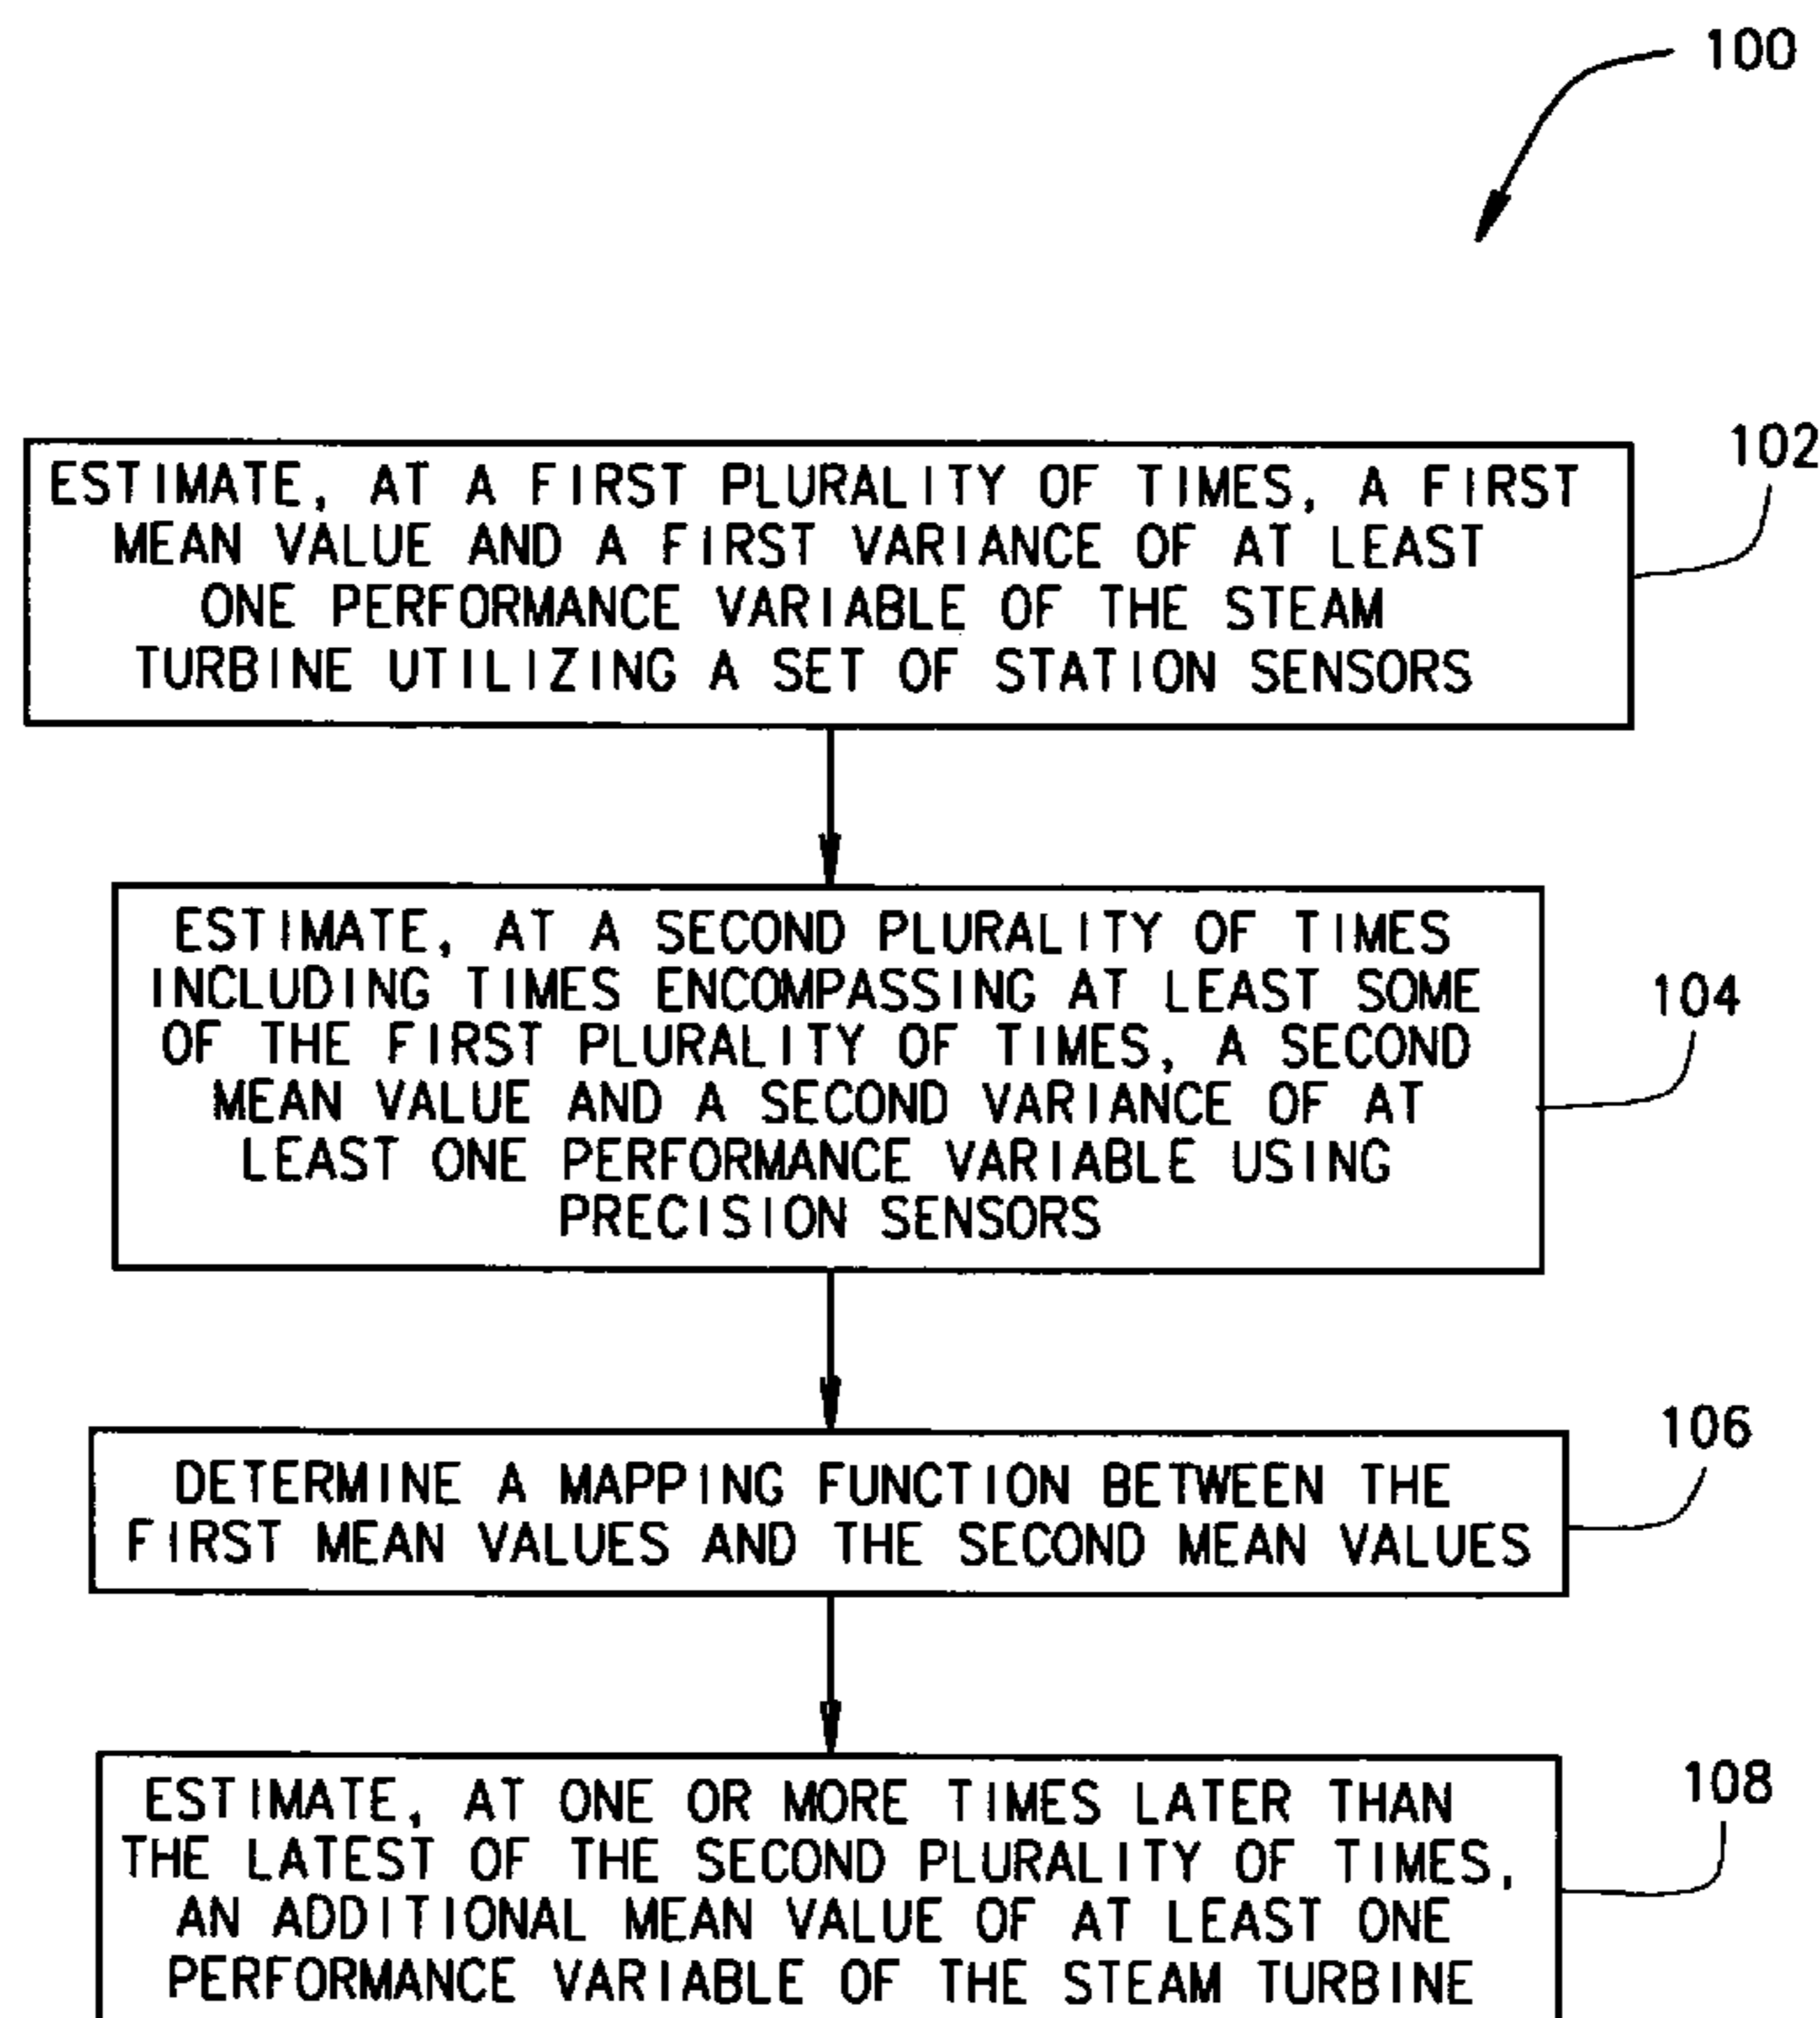 100
102
ESTIMATE, AT A FIRST PLURALITY OF TIMES, A FIRST
MEAN VALUE AND A FIRST VARIANCE OF AT LEAST
ONE PERFORMANCE VARIABLE OF THE STEAM
TURBINE UTILIZING A SET OF STATION SENSORS
104
ESTIMATE, AT A SECOND PLURALITY OF TIMES
INCLUDING TIMES ENCOMPASSING AT LEAST SOME
OF THE FIRST PLURALITY OF TIMES, A SECOND
MEAN VALUE AND A SECOND VARIANCE OF AT
LEAST ONE PERFORMANCE VARIABLE USING
PRECISION SENSORS
106
DETERMINE A MAPPING FUNCTION BETWEEN THE
FIRST MEAN VALUES AND THE SECOND MEAN VALUES
108
ESTIMATE, AT ONE OR MORE TIMES LATER THAN
THE LATEST OF THE SECOND PLURALITY OF TIMES,
AN ADDITIONAL MEAN VALUE OF AT LEAST ONE
PERFORMANCE VARIABLE OF THE STEAM TURBINE